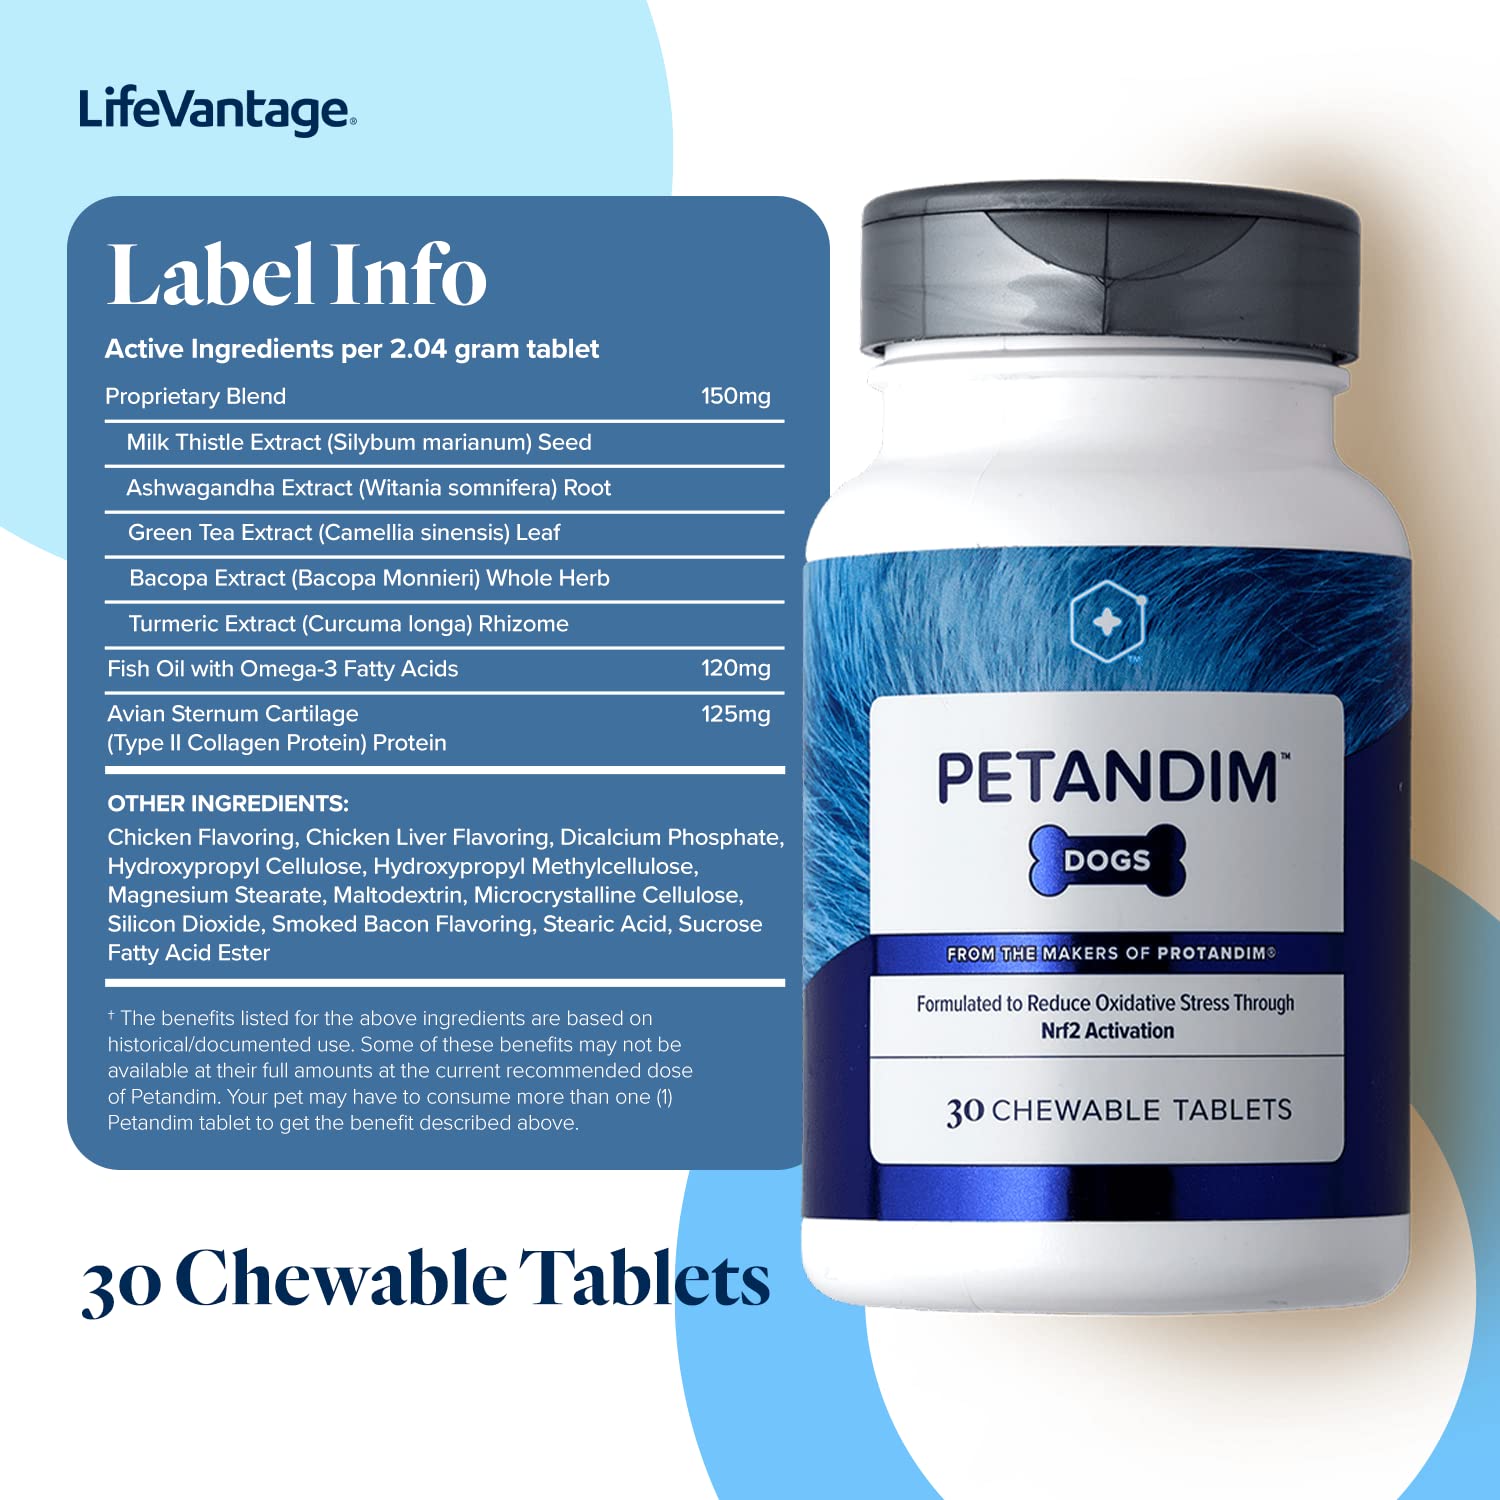 LifeVantage®
Label Info
Active Ingredients per 2.04 gram tablet
Proprietary Blend 150mg
Milk Thistle Extract (Silybum marianum) Seed
Ashwagandha Extract (Witania somnifera) Root
Green Tea Extract (Camellia sinensis) Leaf
Bacopa Extract (Bacopa Monnieri) Whole Herb
Turmeric Extract (Curcuma longa) Rhizome
Fish Oil with Omega-3 Fatty Acids 120mg
Avian Sternum Cartilage 125mg
(Type II Collagen Protein) Protein
OTHER INGREDIENTS:
Chicken Flavoring, Chicken Liver Flavoring, Dicalcium Phosphate,
Hydroxypropyl Cellulose, Hydroxypropyl Methylcellulose,
Magnesium Stearate, Maltodextrin, Microcrystalline Cellulose,
Silicon Dioxide, Smoked Bacon Flavoring, Stearic Acid, Sucrose
Fatty Acid Ester
† The benefits listed for the above ingredients are based on
historical/documented use. Some of these benefits may not be
available at their full amounts at the current recommended dose
of Petandim. Your pet may have to consume more than one (1)
Petandim tablet to get the benefit described above.
30 Chewable Tablets
™
PETANDIM™
DOGS
FROM THE MAKERS OF PROTANDIM®
Formulated to Reduce Oxidative Stress Through
Nrf2 Activation
30 CHEWABLE TABLETS